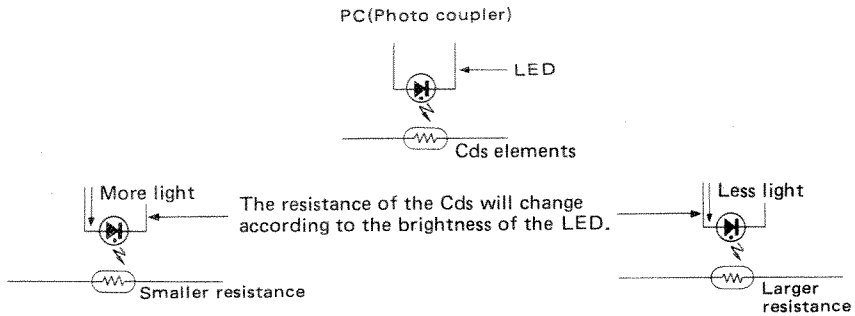 PC(Photo coupler)
LED
Cds elements
More light
The resistance of the Cds will change
according to the brightness of the LED.
Less light
Smaller resistance
Larger
resistance